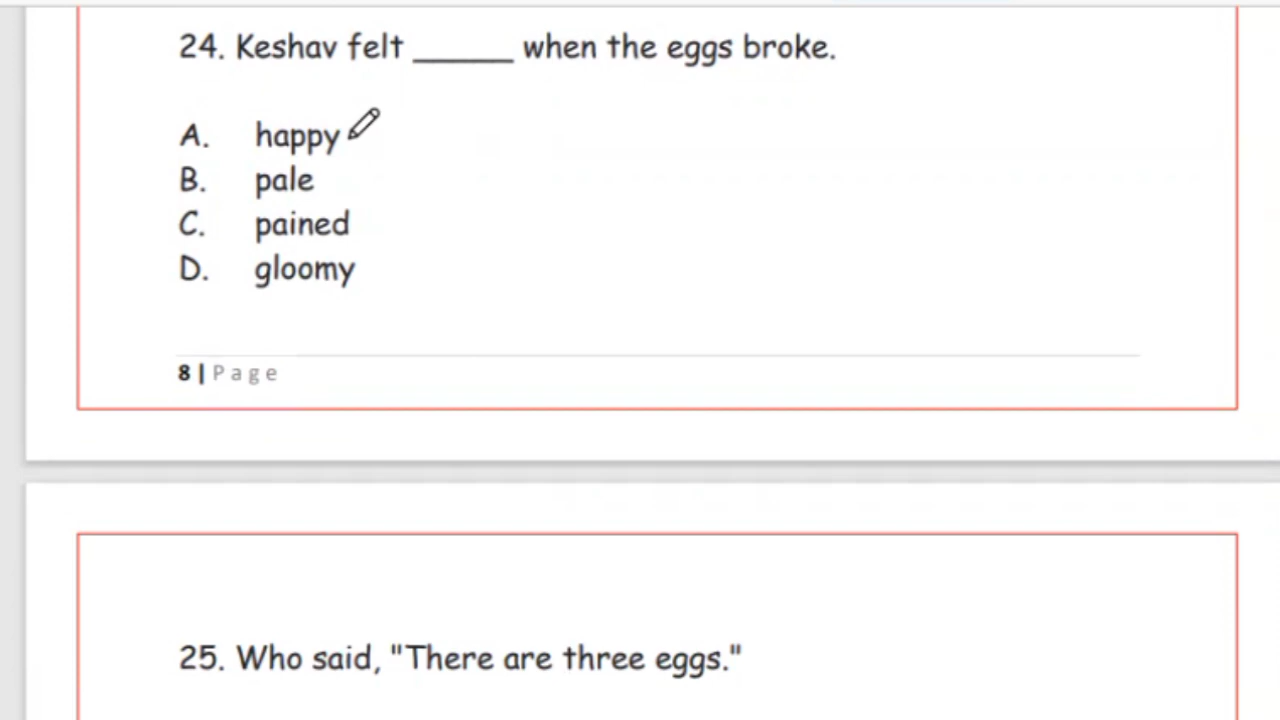 24. Keshav felt ______ when the eggs broke.
A. happy
B. pale
C. pained
D. gloomy
8 | Page
25. Who said, "There are three eggs."